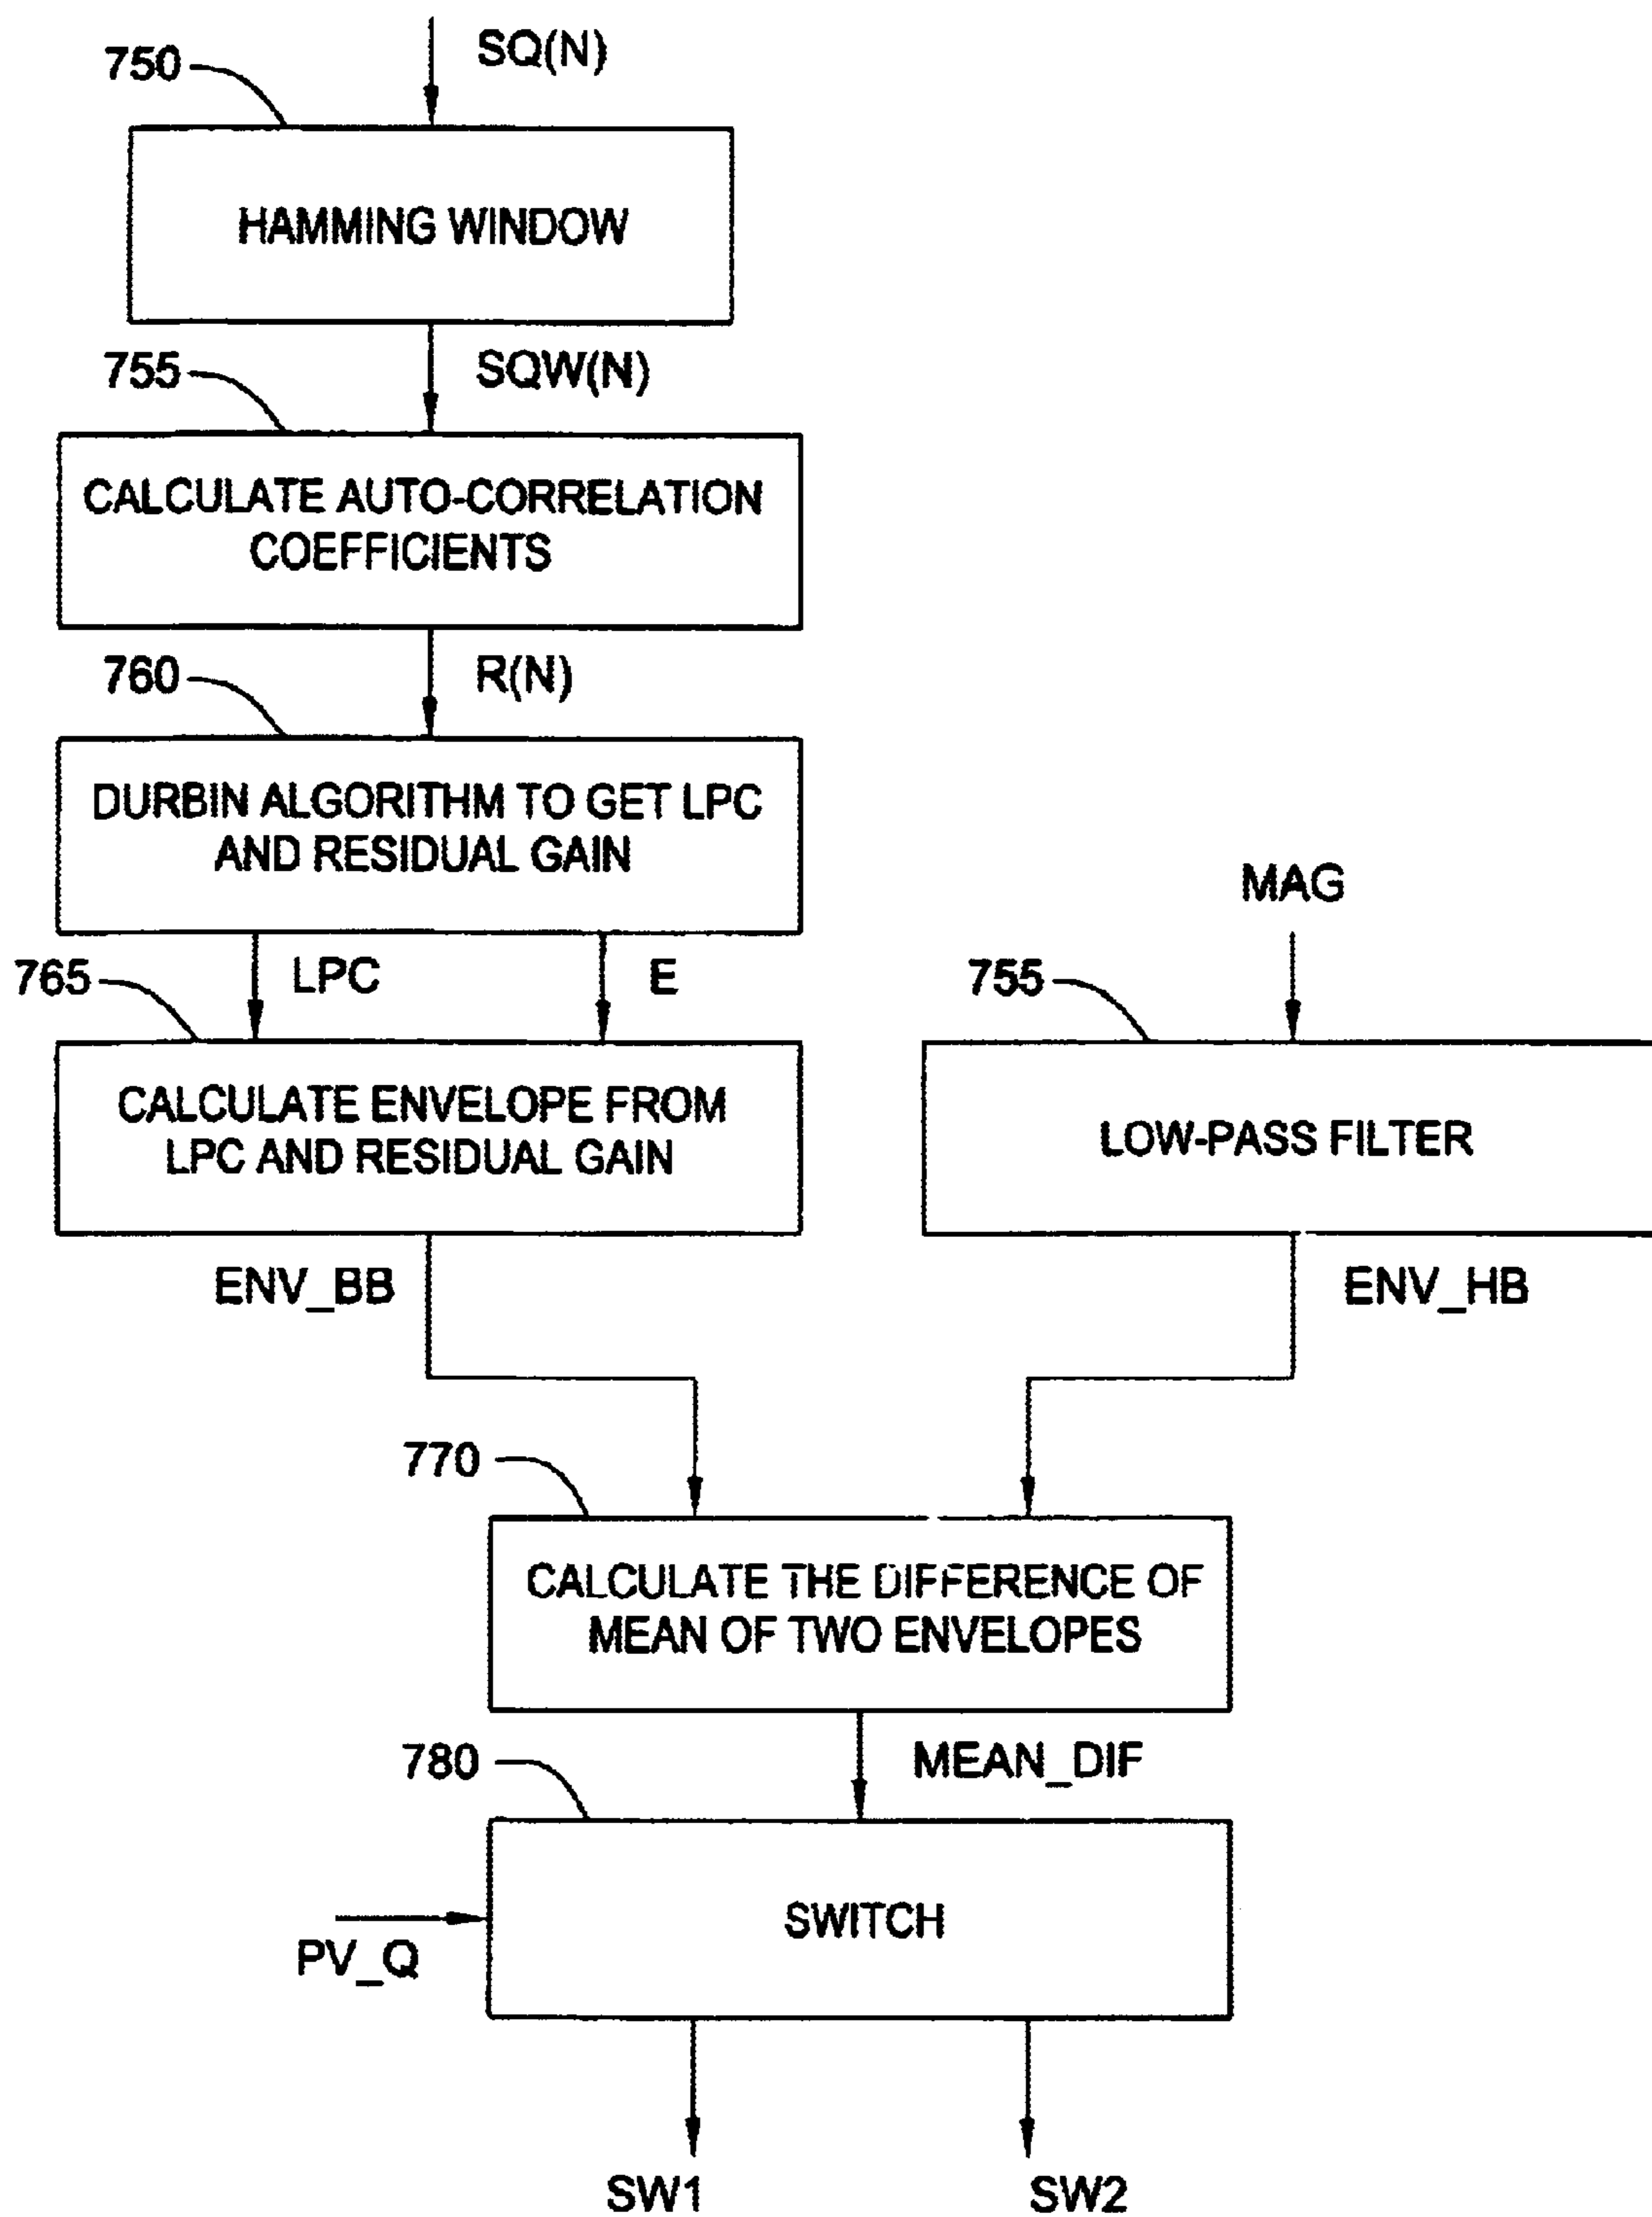 SQ(N)
750
HAMMING WINDOW
755
SQW(N)
CALCULATE AUTO-CORRELATION
COEFFICIENTS
760
R(N)
DURBIN ALGORITHM TO GET LPC
AND RESIDUAL GAIN
MAG
765
LPC
E
755
CALCULATE ENVELOPE FROM
LPC AND RESIDUAL GAIN
LOW-PASS FILTER
ENV_BB
ENV_HB
770
CALCULATE THE DIFFERENCE OF
MEAN OF TWO ENVELOPES
780
MEAN_DIF
SWITCH
PV_Q
SW1
SW2